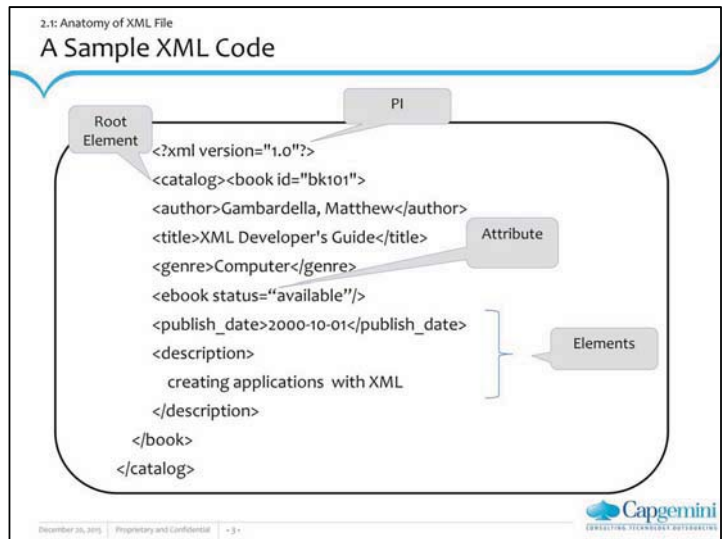 2.1: Anatomy of XML File
A Sample XML Code
PI
Root
Element
<?xml version="1.0"?>
<catalog><book id="bk101">
<author>Gambardella, Matthew</author>
<title>XML Developer's Guide</title>
Attribute
<genre>Computer</genre>
<ebook status=“available”/>
<publish_date>2000-10-01</publish_date>
Elements
<description>
creating applications with XML
</description>
</book>
</catalog>
December 20, 2015 Proprietary and Confidential - 3 -
Capgemini
CONSULTING.TECHNOLOGY.OUTSOURCING